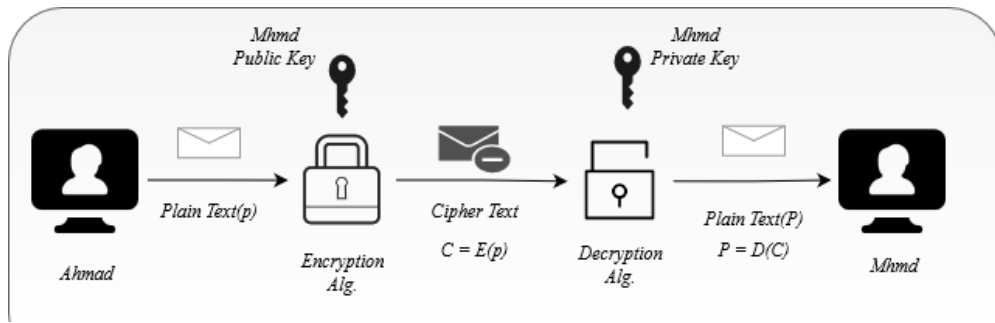 Mhmd
Public Key
Mhmd
Private Key
Plain Text(p)
Cipher Text
C = E(p)
Plain Text(P)
P = D(C)
Ahmad
Encryption
Alg.
Decryption
Alg.
Mhmd